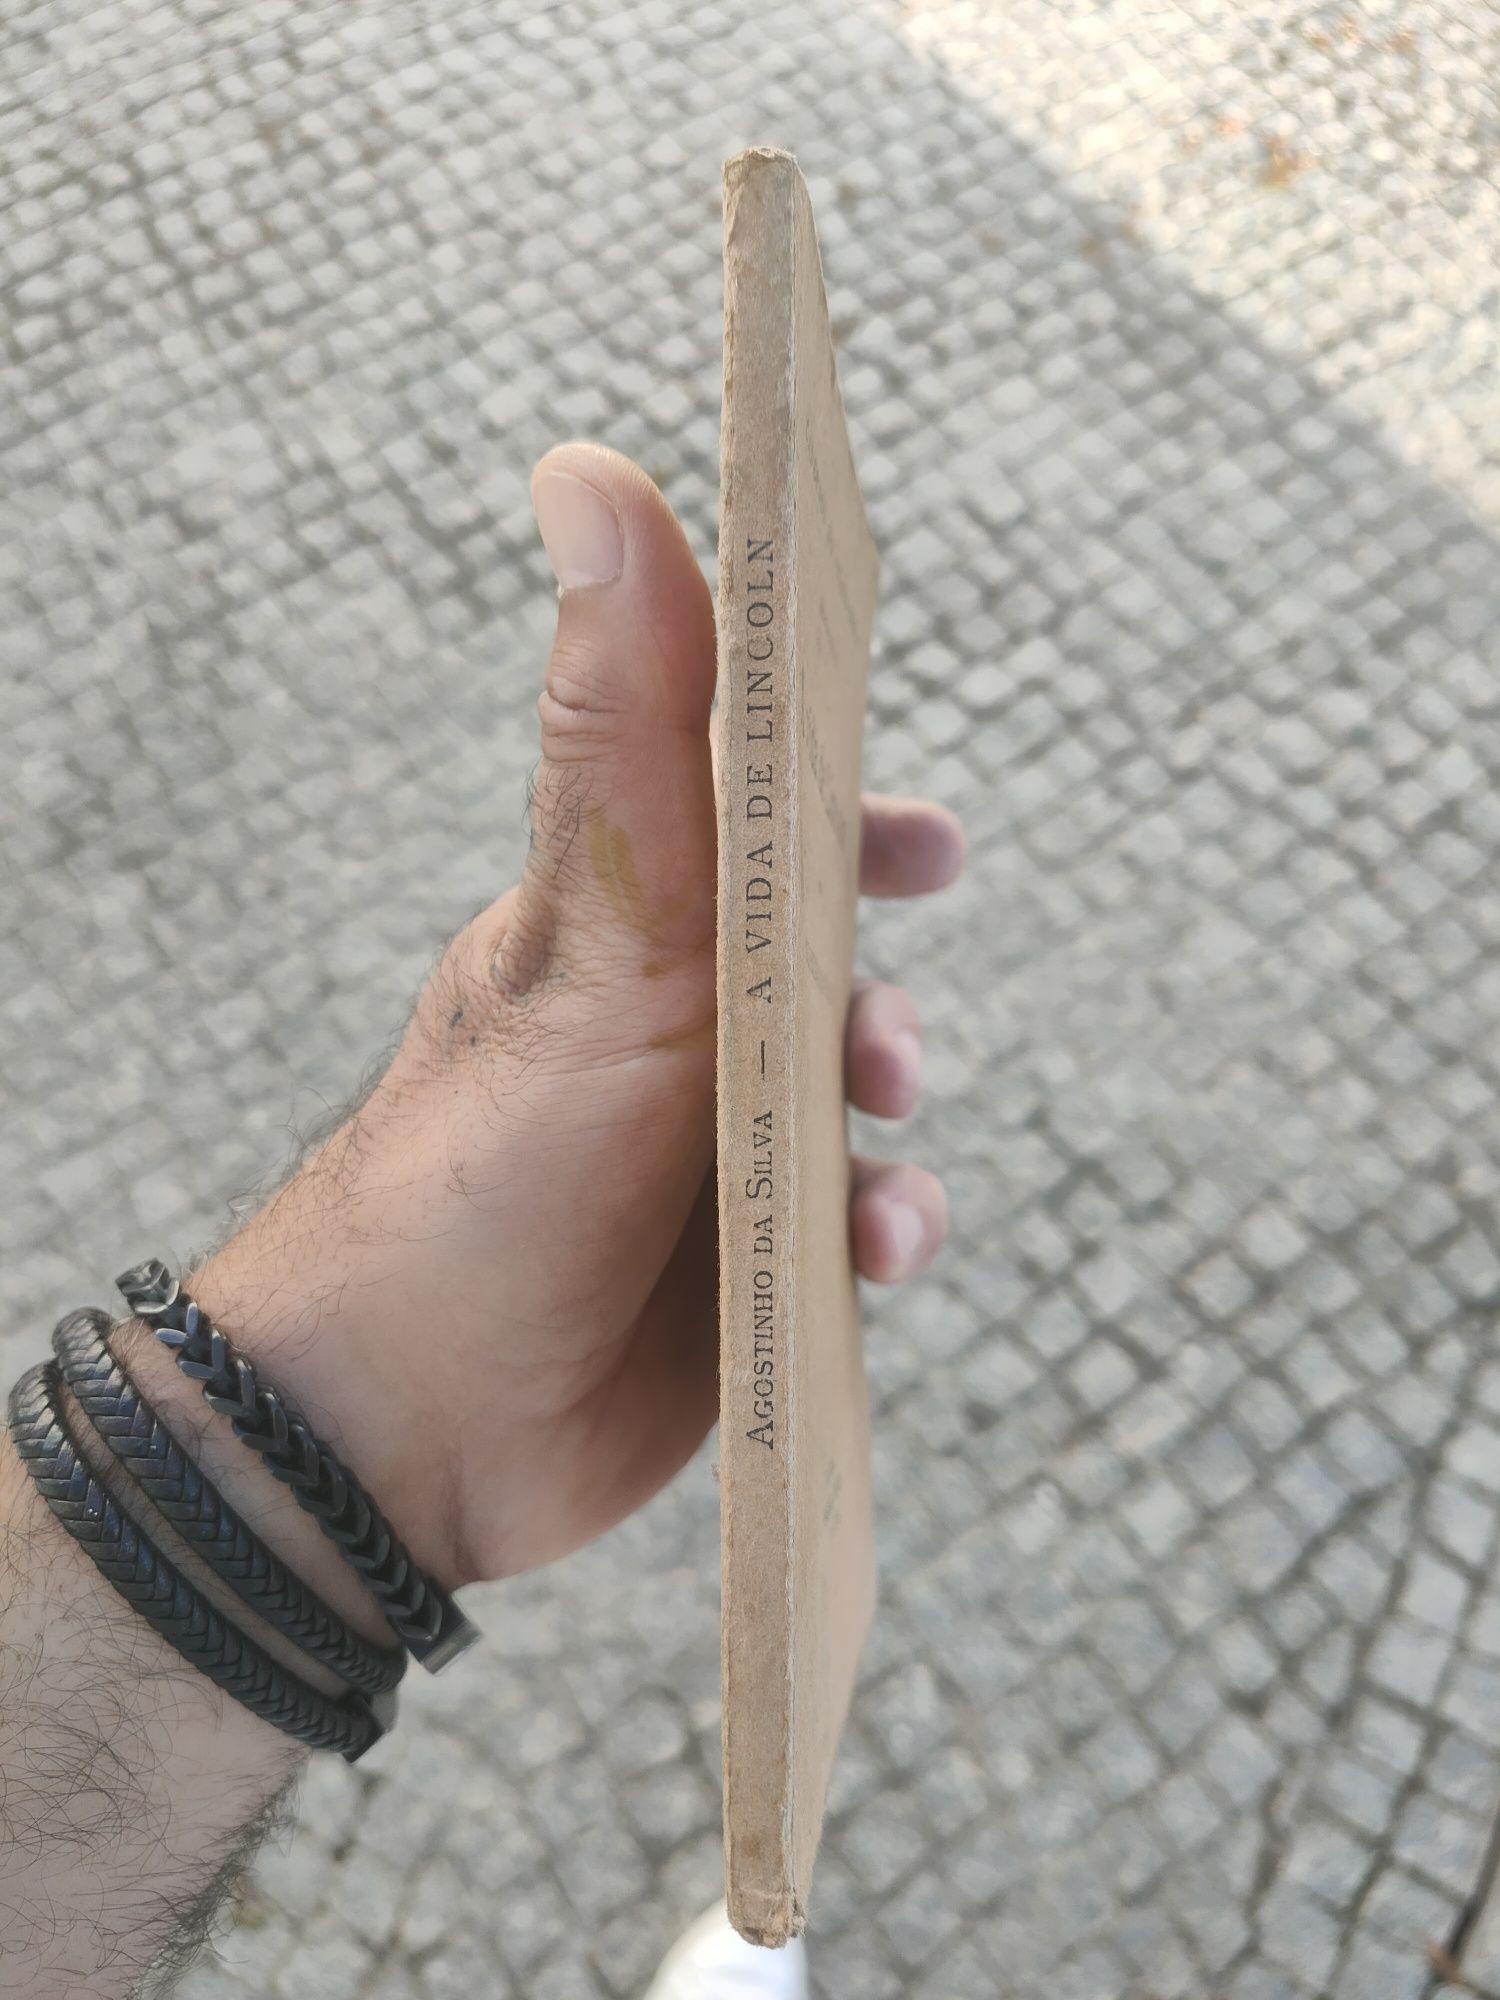 AGOSTINHO DA SILVA — A VIDA DE LINCOLN